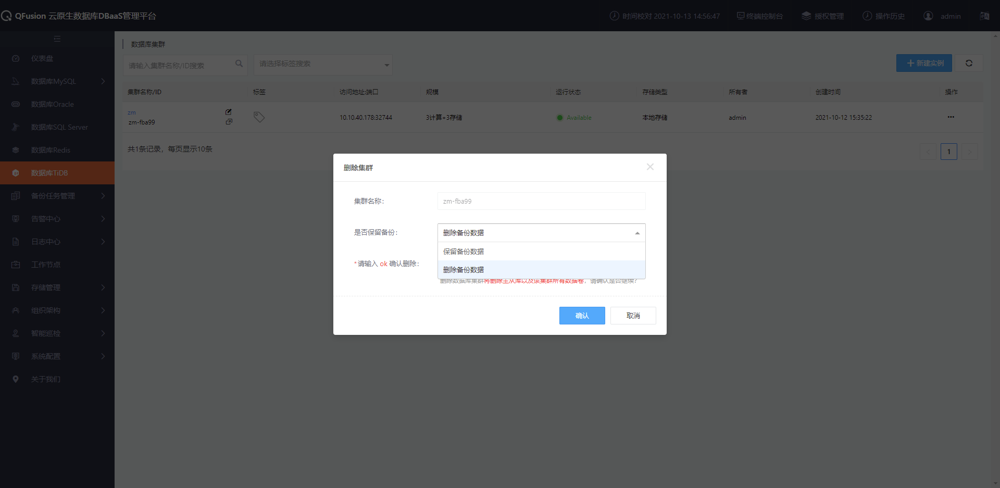 QFusion 云原生数据库DBaaS管理平台
时间校对 2021-10-13 14:56:47
终端控制台
授权管理
操作历史
admin
仪表盘
数据库MySQL
数据库Oracle
数据库SQL Server
数据库Redis
数据库TiDB
备份任务管理
告警中心
日志中心
工作节点
存储管理
组织架构
智能巡检
系统配置
关于我们
数据库集群
请输入集群名称/ID搜索
请选择标签搜索
新建实例
集群名称/ID 标签 访问地址:端口 规模 运行状态 存储类型 所有者 创建时间 操作
zm
zm-fba99
10.10.40.178:32744 3计算+3存储 Available 本地存储 admin 2021-10-12 15:35:22
共1条记录，每页显示10条
1
删除集群
集群名称：
zm-fba99
是否保留备份：
删除备份数据
保留备份数据
删除备份数据
*请输入 ok 确认删除：
删除数据库集群将删除主从库以及该集群所有数据卷，请确认是否继续？
确认
取消